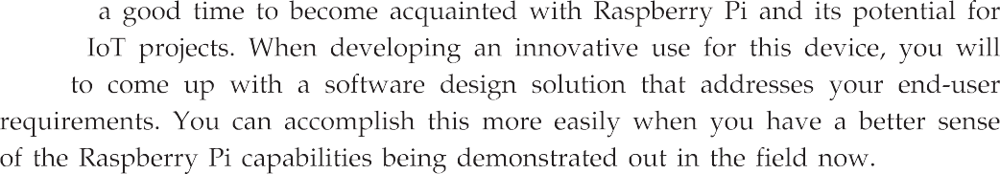 a good time to become acquainted with Raspberry Pi and its potential for
IoT projects. When developing an innovative use for this device, you will
to come up with a software design solution that addresses your end-user
requirements. You can accomplish this more easily when you have a better sense
of the Raspberry Pi capabilities being demonstrated out in the field now.